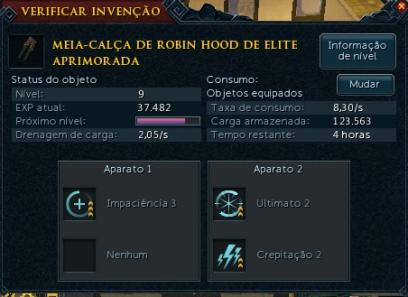 VERIFICAR INVENÇÃO
MEIA-CALÇA DE ROBIN HOOD DE ELITE
APRIMORADA
Informação
de nível
Status do objeto
Nível: 9
EXP atual: 37.482
Próximo nível:
Drenagem de carga: 2,05/s
Consumo:
Objetos equipados
Mudar
Taxa de consumo: 8,30/s
Carga armazenada: 123.563
Tempo restante: 4 horas
Aparato 1
Impaciência 3
Nenhum
Aparato 2
Ultimato 2
Crepitação 2